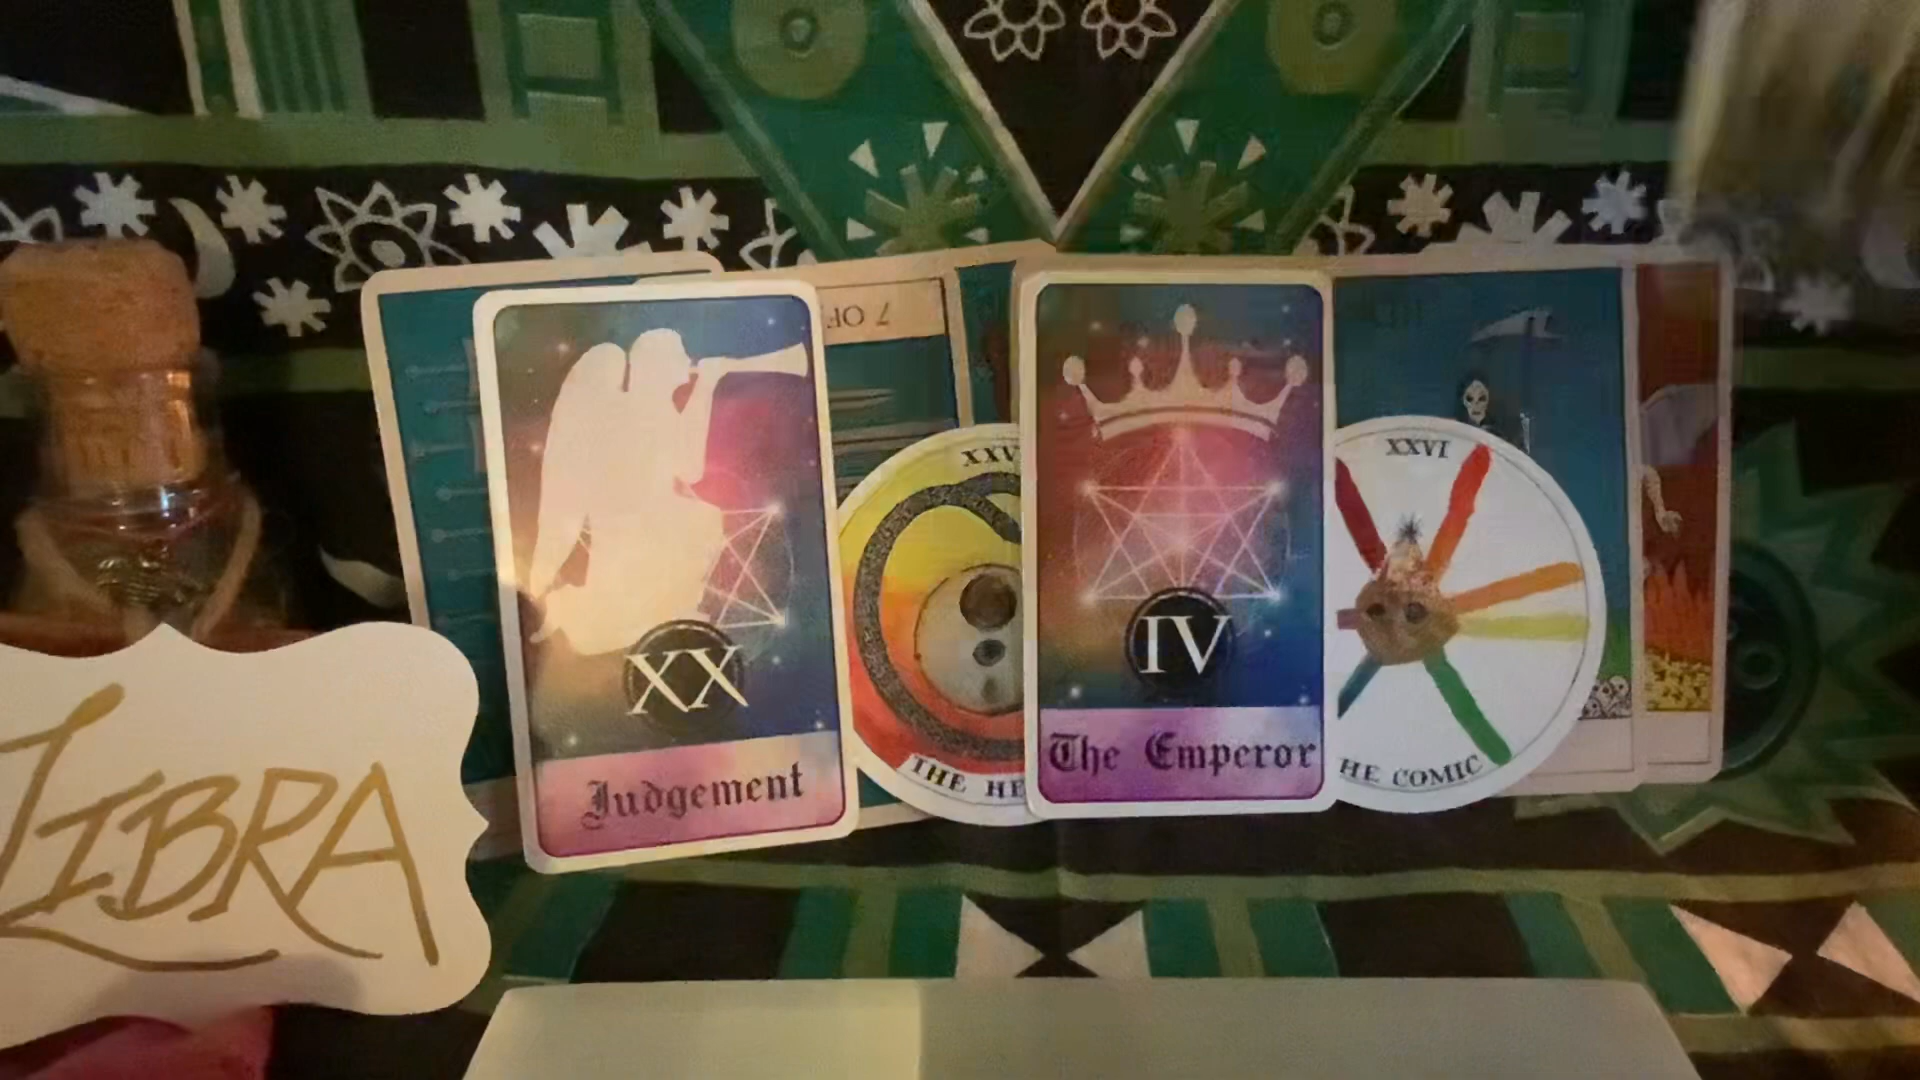 LIBRA
XX
Judgement
7 OF
XXV
THE HE
IV
The Emperor
XXVI
HE COMIC